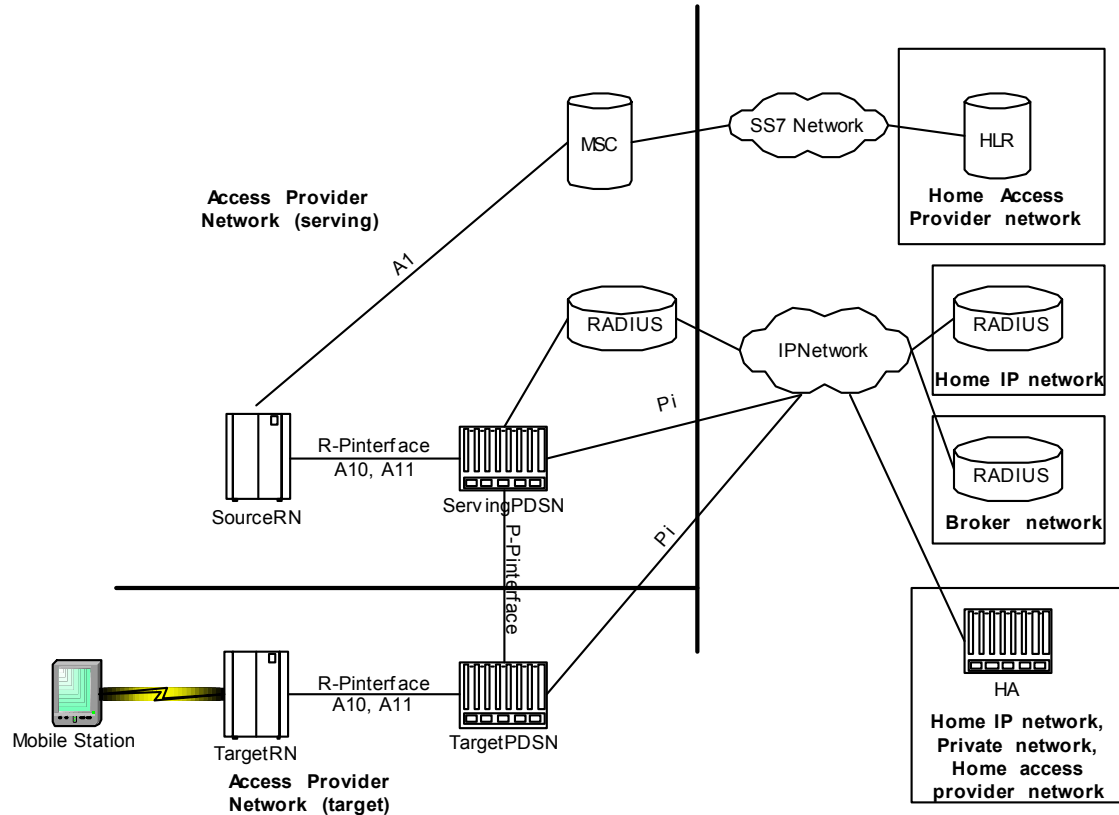 SS7 Network
MSC
HLR
Access Provider
Network (serving)
Home Access
Provider network
A1
RADIUS
IPNetwork
RADIUS
Home IP network
Pi
R-Pinterface
A10, A11
SourceRN
ServingPDSN
RADIUS
Broker network
Pi
P-Pinterface
R-Pinterface
A10, A11
Mobile Station
TargetRN
TargetPDSN
HA
Access Provider
Network (target)
Home IP network,
Private network,
Home access
provider network